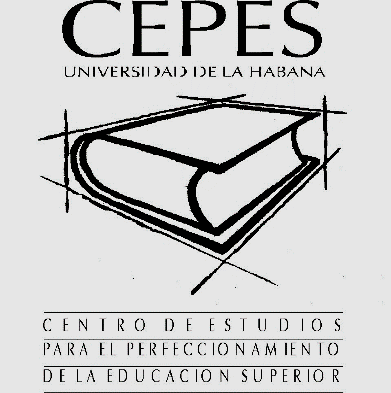 CEPES
UNIVERSIDAD DE LA HABANA
CENTRO DE ESTUDIOS
PARA EL PERFECCIONAMIENTO
DE LA EDUCACION SUPERIOR